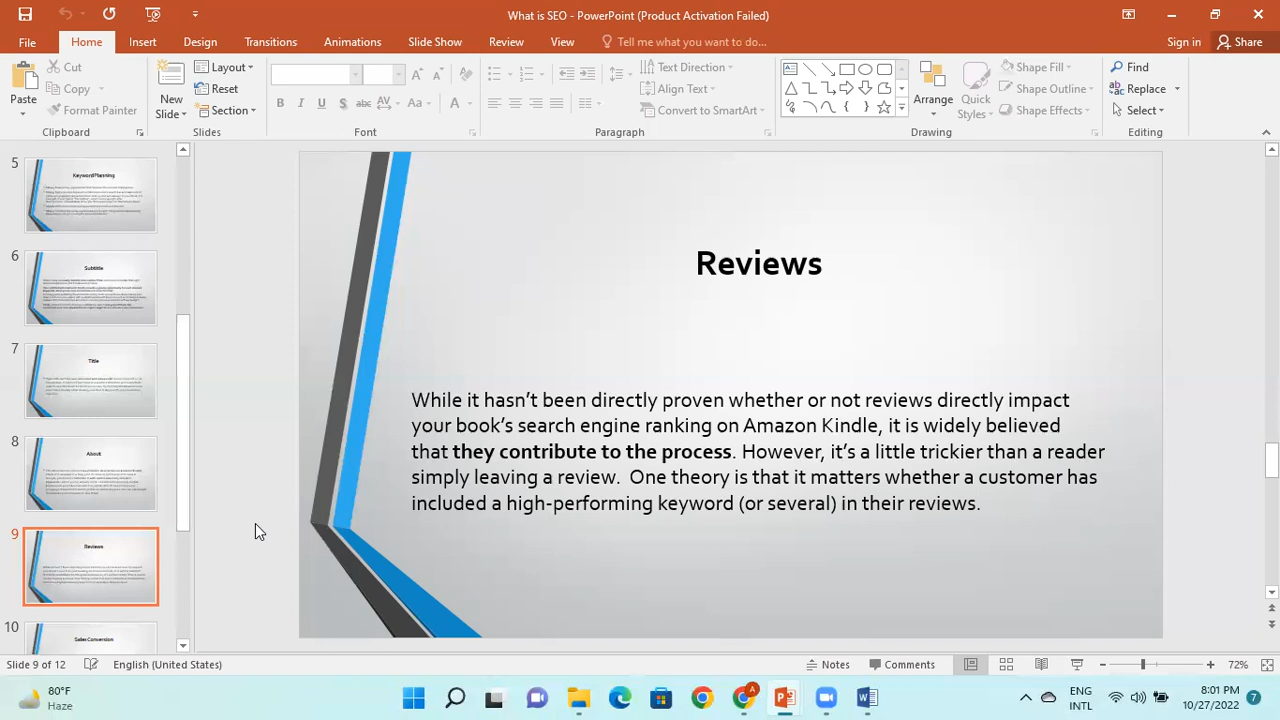 What is SEO - PowerPoint (Product Activation Failed)
File Home Insert Design Transitions Animations Slide Show Review View Tell me what you want to do... Sign in Share
Paste Cut Copy Format Painter
Clipboard
New Slide Layout Reset Section
Slides
Font
Text Direction Align Text Convert to SmartArt
Paragraph
Arrange Quick Styles Shape Fill Shape Outline Shape Effects
Drawing
Find Replace Select
Editing
5
Keyword Planning
6
Subtitle
7
Title
8
About
9
Reviews
10
Sales Conversion
Reviews
While it hasn't been directly proven whether or not reviews directly impact
your book's search engine ranking on Amazon Kindle, it is widely believed
that they contribute to the process. However, it's a little trickier than a reader
simply leaving a review. One theory is that it matters whether a customer has
included a high-performing keyword (or several) in their reviews.
Slide 9 of 12 English (United States) Notes Comments 72%
80°F
Haze
ENG
INTL
8:01 PM
10/27/2022
7